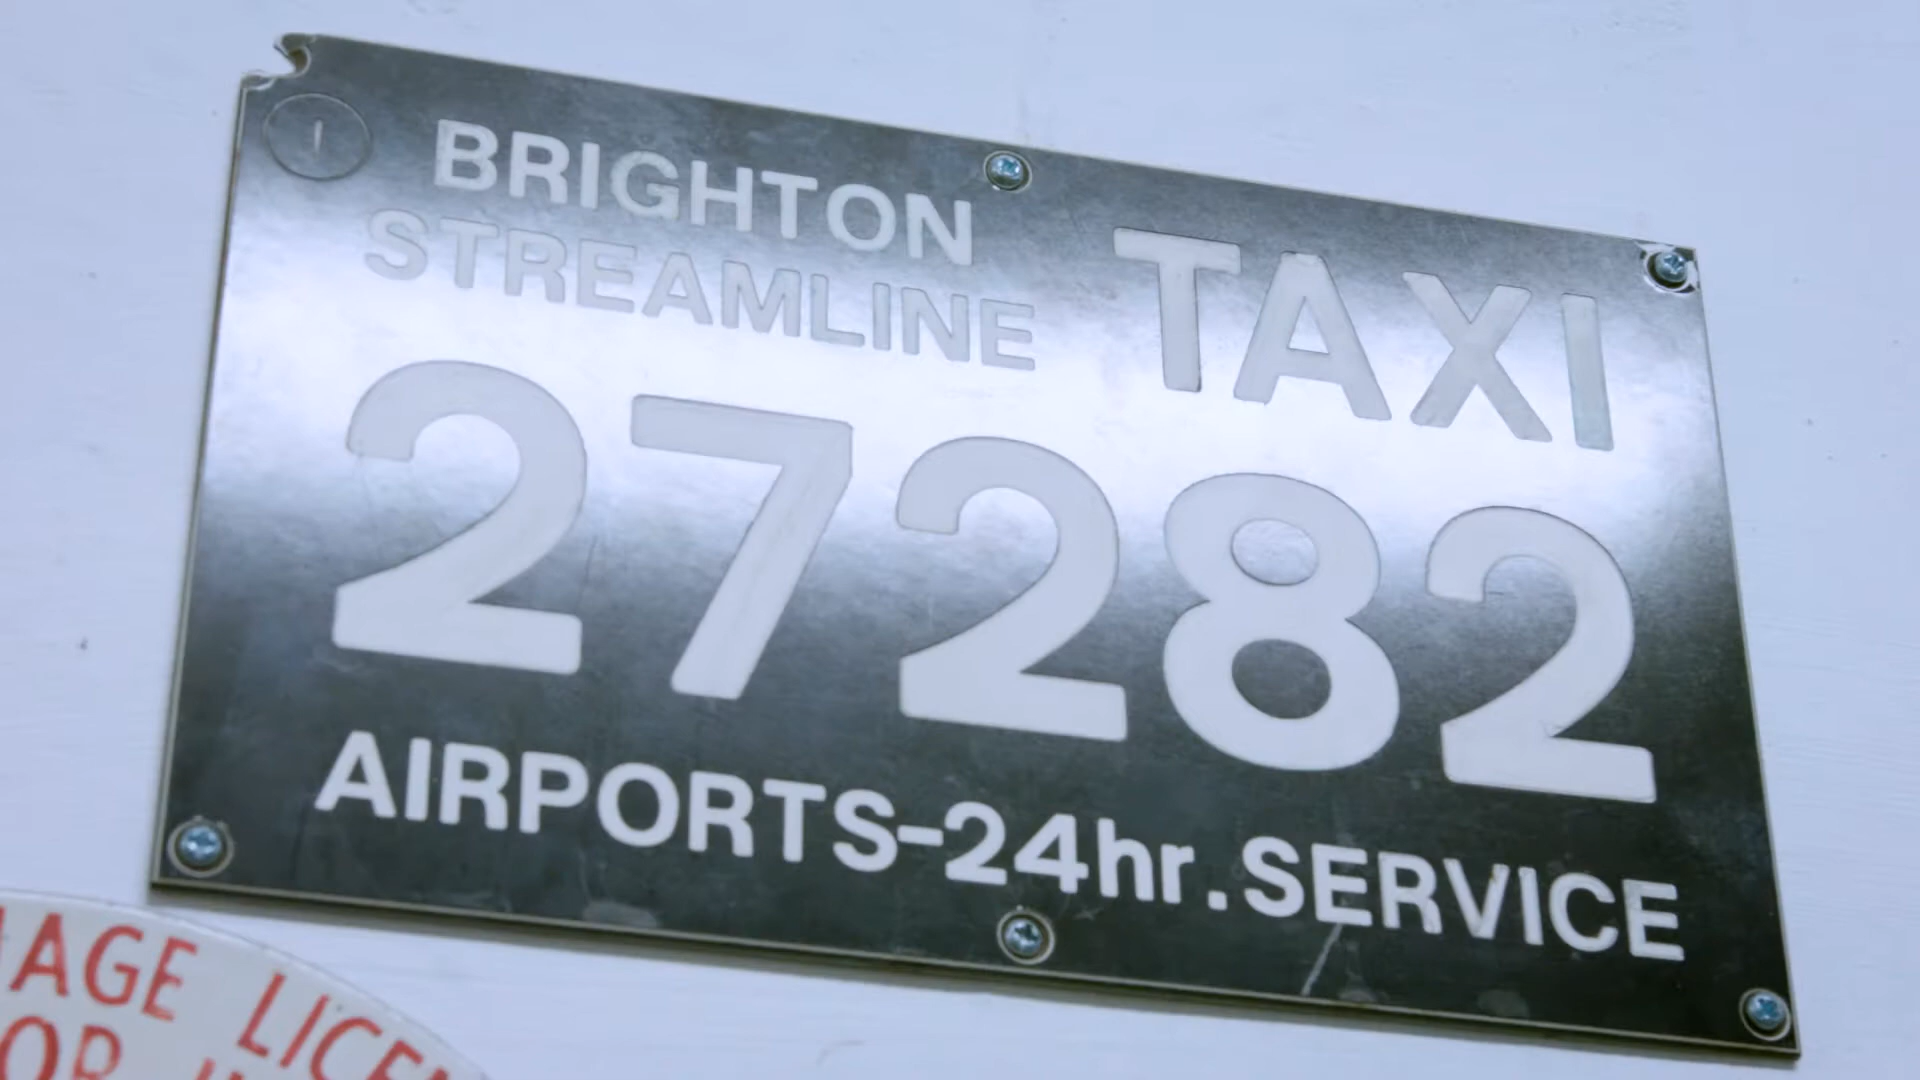 BRIGHTON
STREAMLINE
TAXI
27282
AIRPORTS-24hr.SERVICE